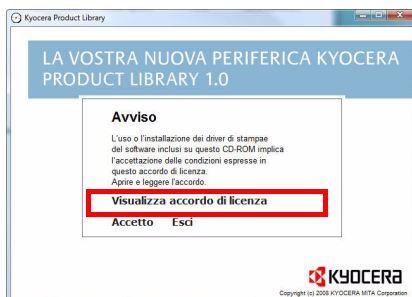 Kyocera Product Library
LA VOSTRA NUOVA PERIFERICA KYOCERA
PRODUCT LIBRARY 1.0
Avviso
L'uso o l'installazione dei driver di stampae
del software inclusi su questo CD-ROM implica
l'accettazione delle condizioni espresse in
questo accordo di licenza.
Aprire e leggere l'accordo.
Visualizza accordo di licenza
Accetto Esci
KYOCERA
Copyright (c) 2008 KYOCERA MITA Corporation